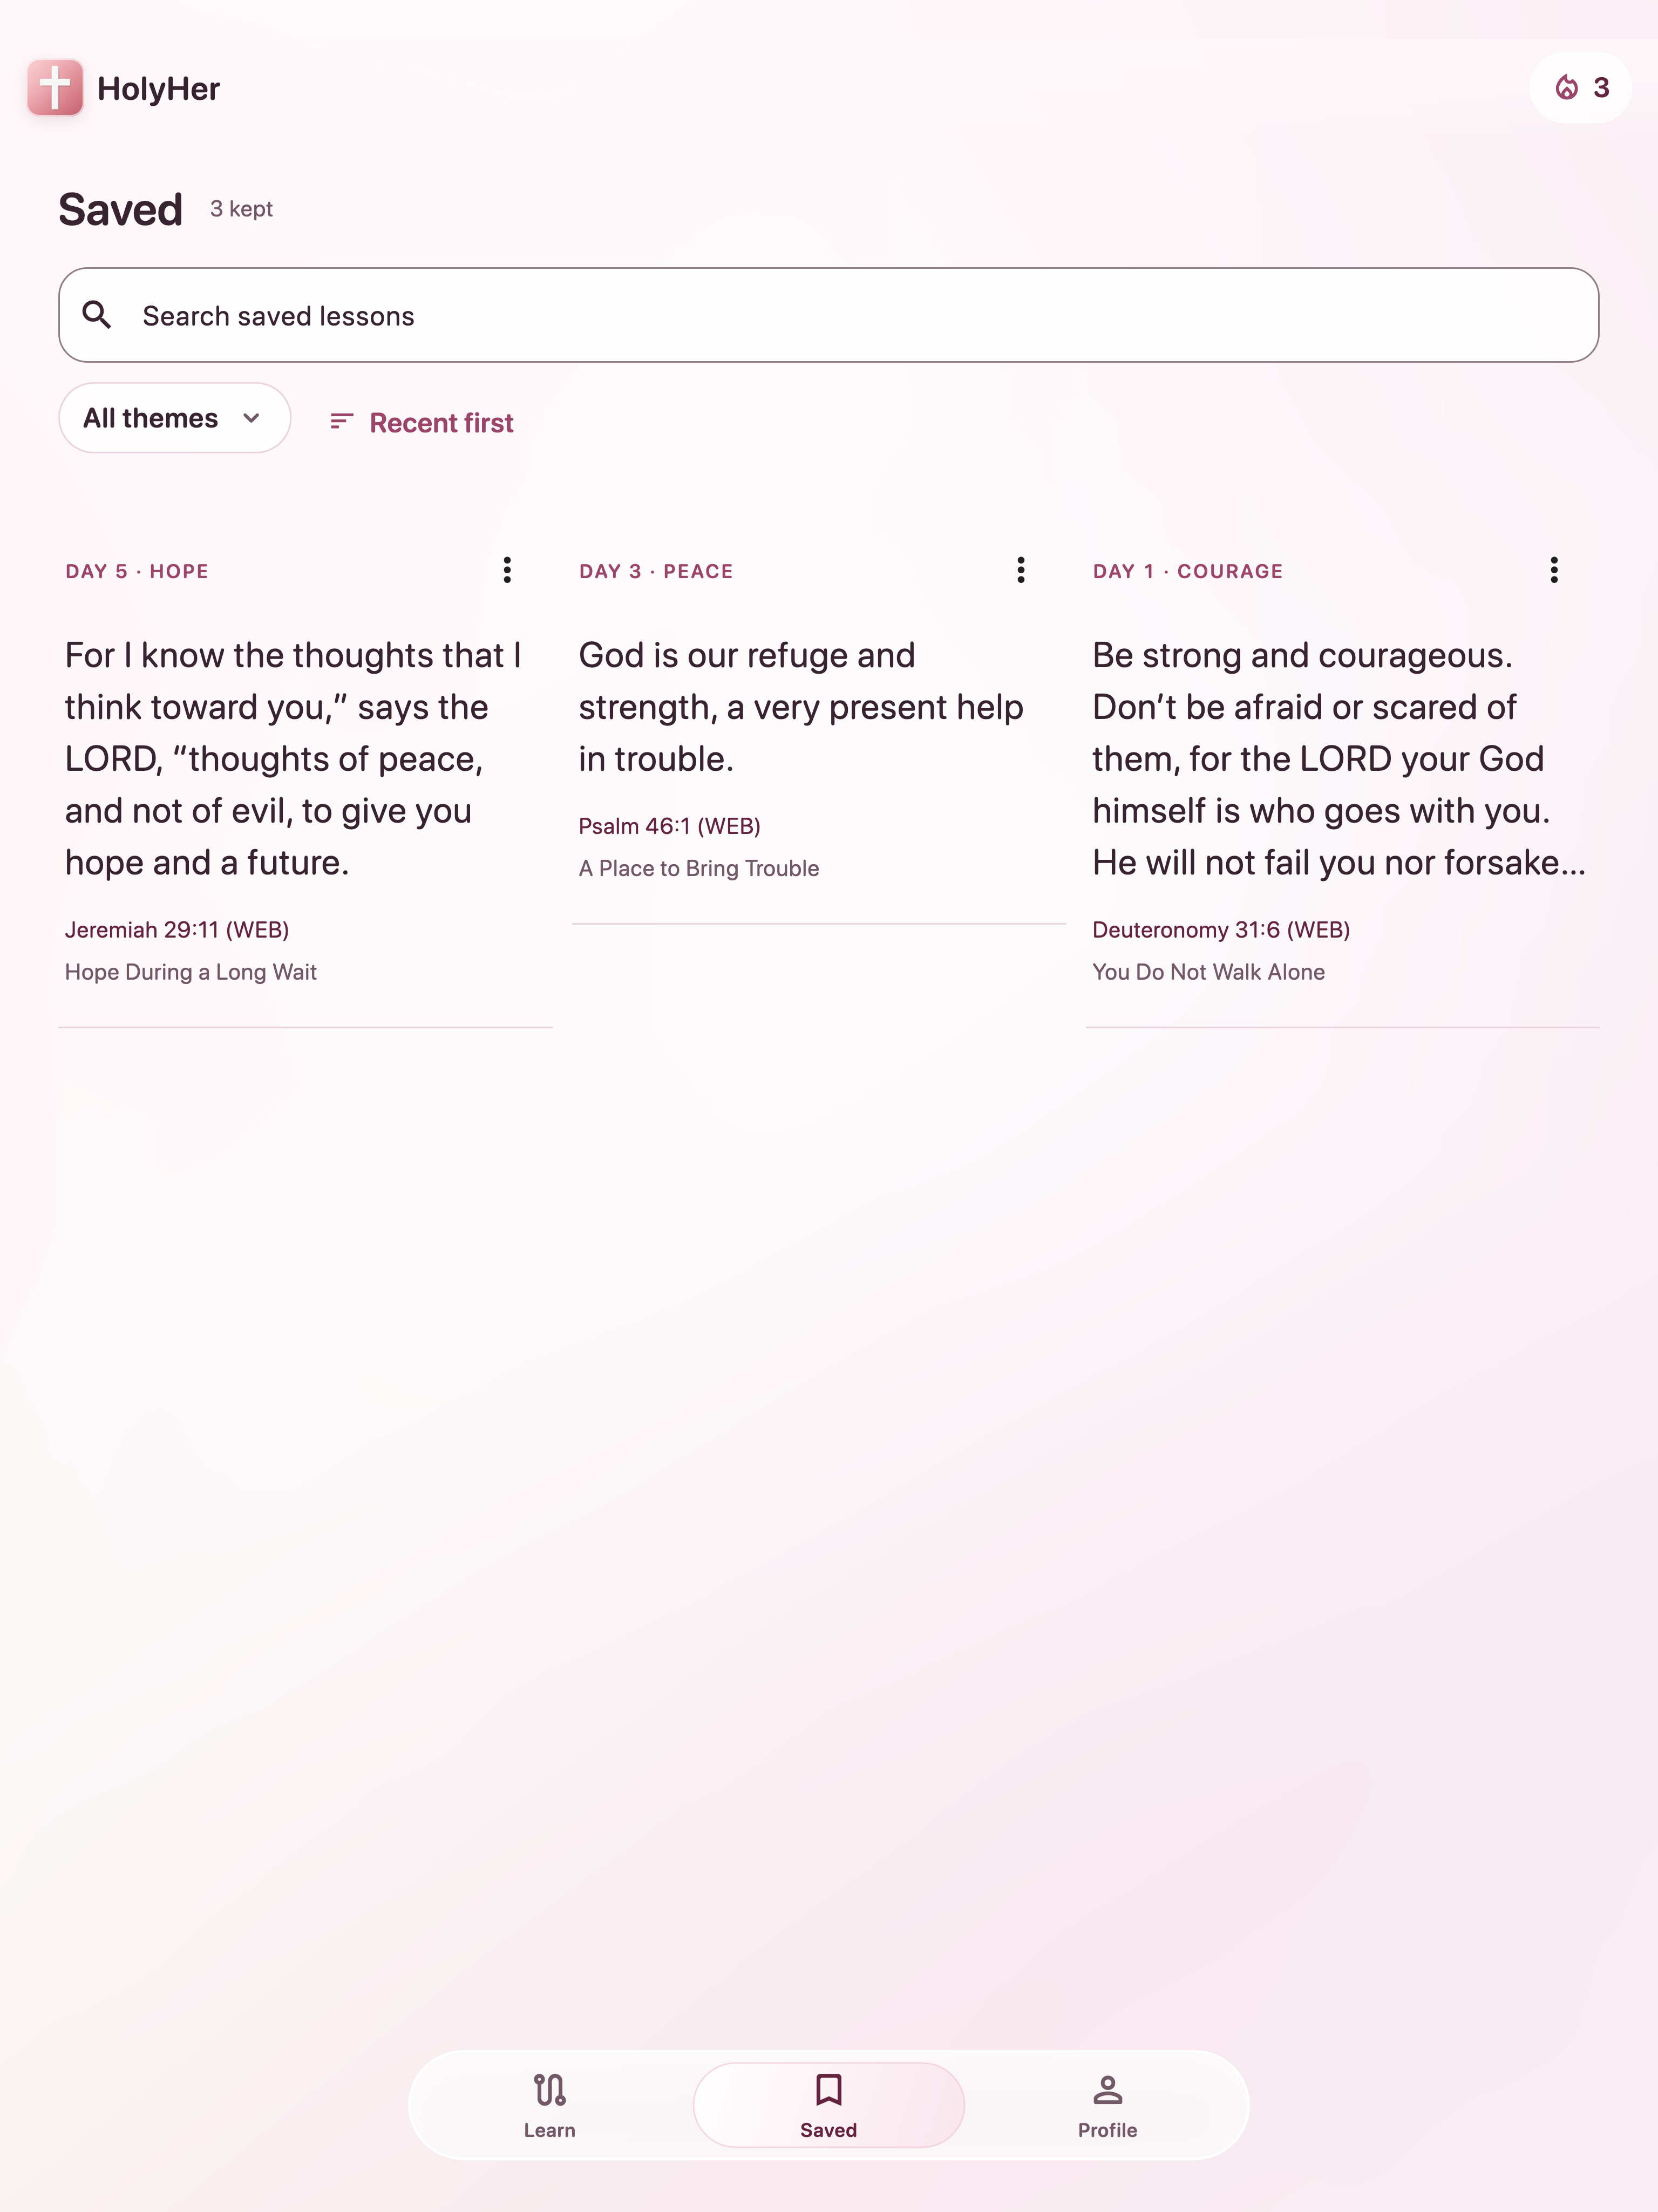 HolyHer
3
Saved
3 kept
Search saved lessons
All themes
Recent first
DAY 5 · HOPE
For I know the thoughts that I
think toward you,” says the
LORD, “thoughts of peace,
and not of evil, to give you
hope and a future.
Jeremiah 29:11 (WEB)
Hope During a Long Wait
DAY 3 · PEACE
God is our refuge and
strength, a very present help
in trouble.
Psalm 46:1 (WEB)
A Place to Bring Trouble
DAY 1 · COURAGE
Be strong and courageous.
Don’t be afraid or scared of
them, for the LORD your God
himself is who goes with you.
He will not fail you nor forsake…
Deuteronomy 31:6 (WEB)
You Do Not Walk Alone
Learn
Saved
Profile